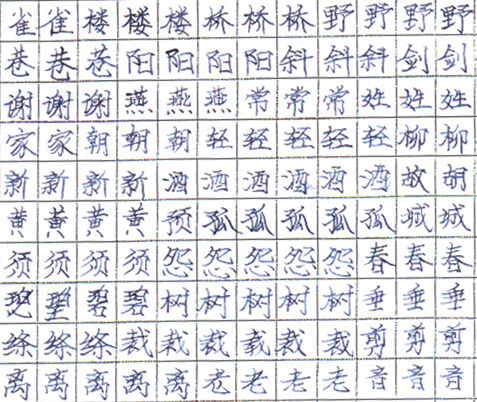 雀雀楼楼楼桥桥桥野野野野
巷巷巷阳阳阳阳斜斜斜剑剑
谢谢谢燕燕燕常常常姓姓姓
家家朝朝朝轻轻轻轻轻柳柳
新新新新酒酒酒酒酒酒故胡
黄黄黄黄预孤孤孤孤孤城城
须须须须怨怨怨怨怨春春春
碧碧碧碧树树树树树垂垂垂
绦绦绦裁裁裁裁裁裁剪剪剪
离离离离离老老老老音音音